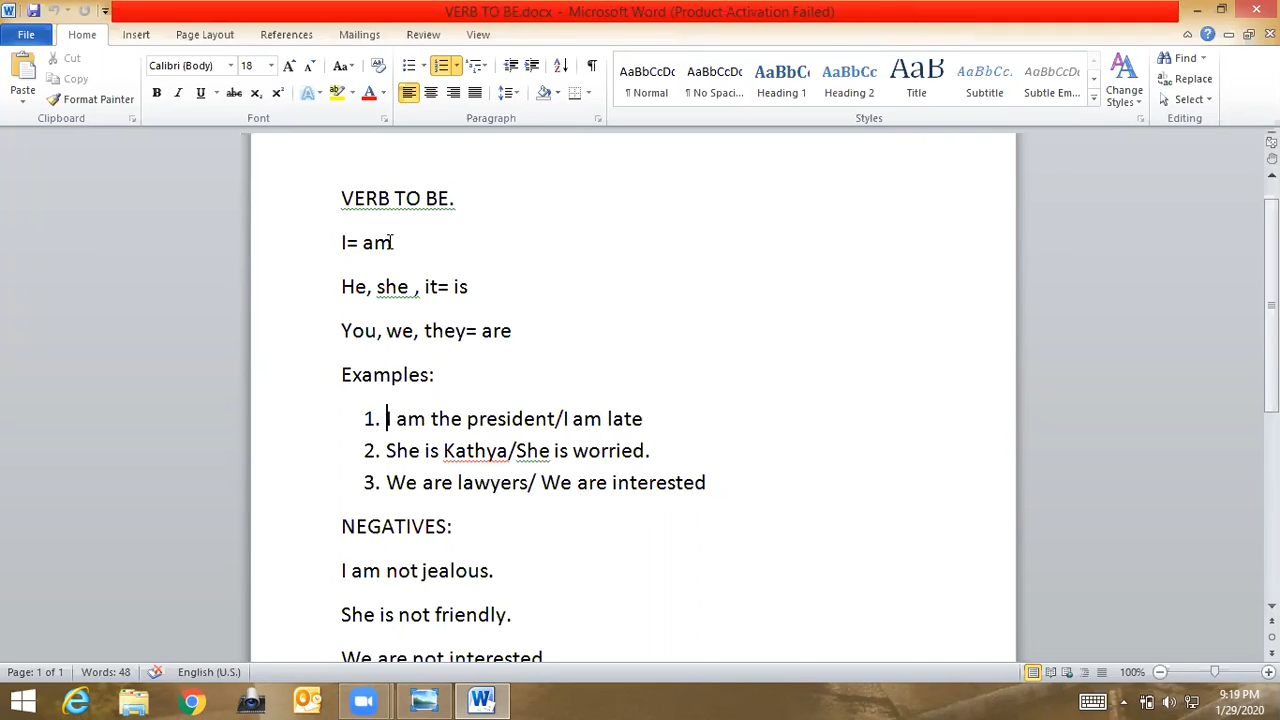 VERB TO BE.docx - Microsoft Word (Product Activation Failed)
File Home Insert Page Layout References Mailings Review View
Cut
Copy
Format Painter
Paste
Calibri (Body) 18
AaBbCcDc AaBbCcDc AaBbC AaBbCc AaB AaBbCc. AaBbCcDc
¶ Normal ¶ No Spaci... Heading 1 Heading 2 Title Subtitle Subtle Em...
Change Styles
Find
Replace
Select
Clipboard Font Paragraph Styles Editing
VERB TO BE.
I= am
He, she , it= is
You, we, they= are
Examples:
1. I am the president/I am late
2. She is Kathya/She is worried.
3. We are lawyers/ We are interested
NEGATIVES:
I am not jealous.
She is not friendly.
We are not interested
Page: 1 of 1 Words: 48 English (U.S.) 100%
9:19 PM
1/29/2020